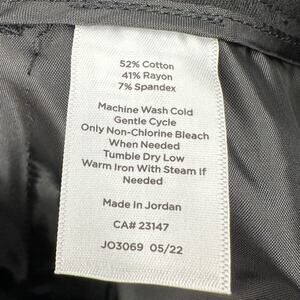 52% Cotton
41% Rayon
7% Spandex
Machine Wash Cold
Gentle Cycle
Only Non-Chlorine Bleach
When Needed
Tumble Dry Low
Warm Iron With Steam If
Needed
Made In Jordan
CA# 23147
JO3069 05/22